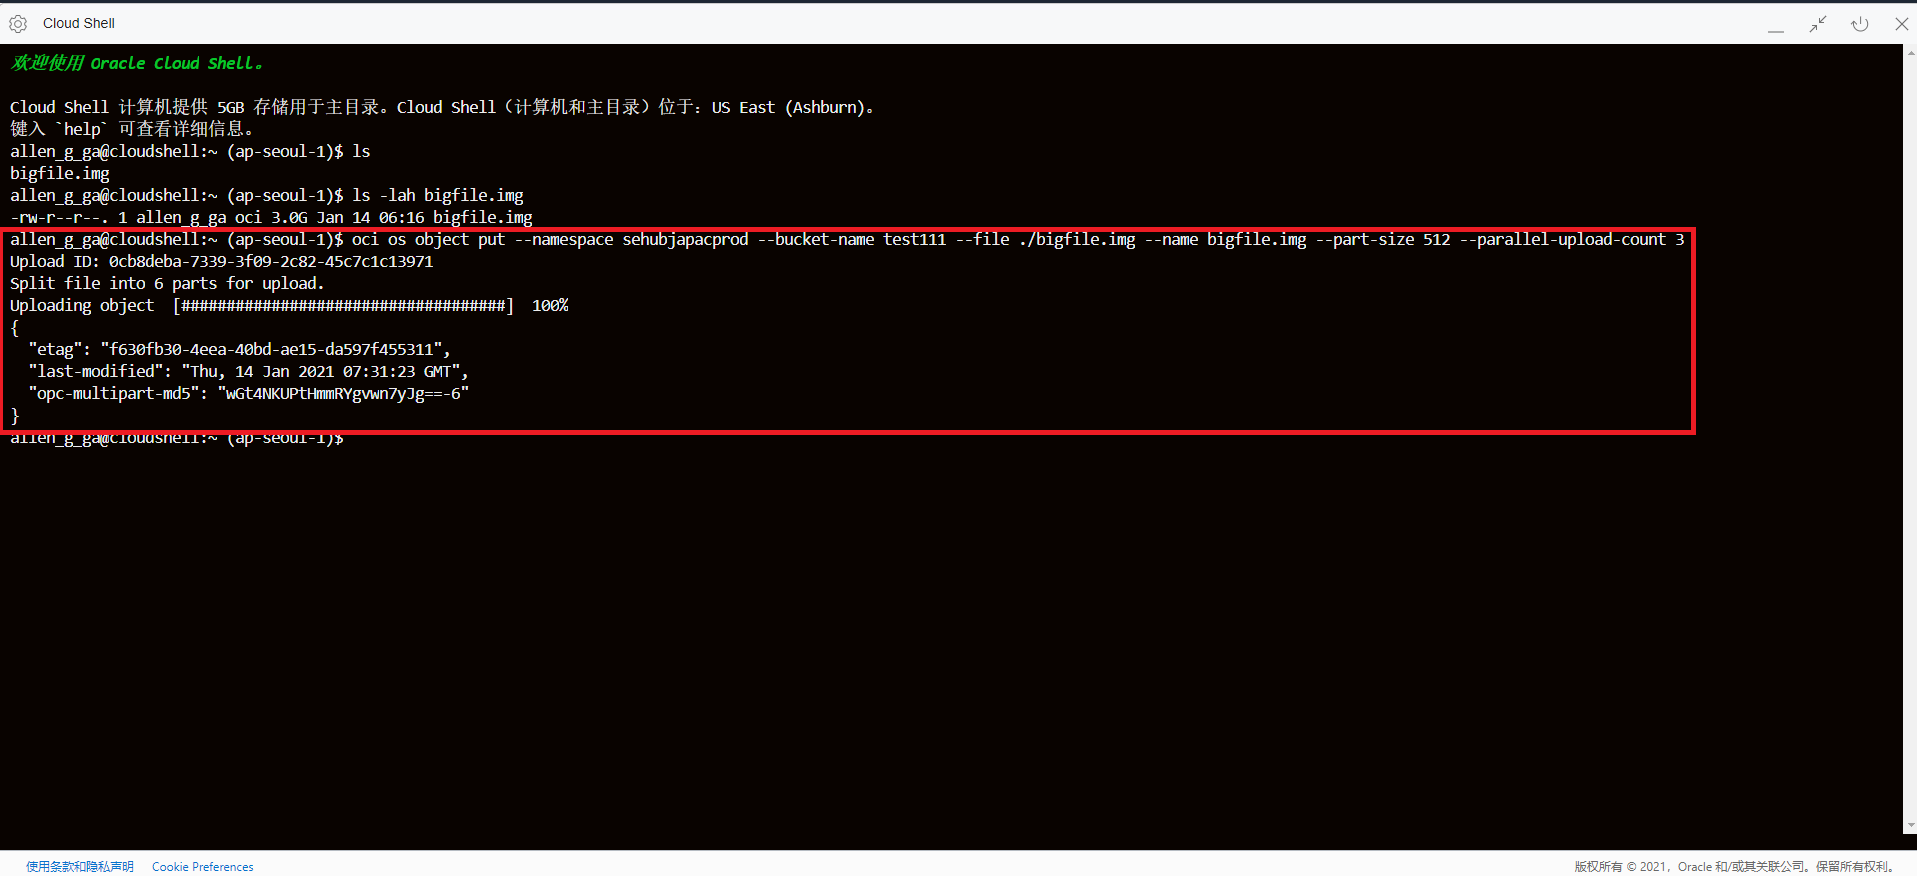 Cloud Shell
欢迎使用 Oracle Cloud Shell。
Cloud Shell 计算机提供 5GB 存储用于主目录。Cloud Shell（计算机和主目录）位于：US East (Ashburn)。
键入 `help` 可查看详细信息。
allen_g_ga@cloudshell:~ (ap-seoul-1)$ ls
bigfile.img
allen_g_ga@cloudshell:~ (ap-seoul-1)$ ls -lah bigfile.img
-rw-r--r--. 1 allen_g_ga oci 3.0G Jan 14 06:16 bigfile.img
allen_g_ga@cloudshell:~ (ap-seoul-1)$ oci os object put --namespace sehubjapacprod --bucket-name test111 --file ./bigfile.img --name bigfile.img --part-size 512 --parallel-upload-count 3
Upload ID: 0cb8deba-7339-3f09-2c82-45c7c1c13971
Split file into 6 parts for upload.
Uploading object  [####################################]  100%
{
  "etag": "f630fb30-4eea-40bd-ae15-da597f455311",
  "last-modified": "Thu, 14 Jan 2021 07:31:23 GMT",
  "opc-multipart-md5": "wGt4NKUPtHmmRYgvwn7yJg==-6"
}
allen_g_ga@cloudshell:~ (ap-seoul-1)$
使用条款和隐私声明 Cookie Preferences
版权所有 © 2021，Oracle 和/或其关联公司。保留所有权利。